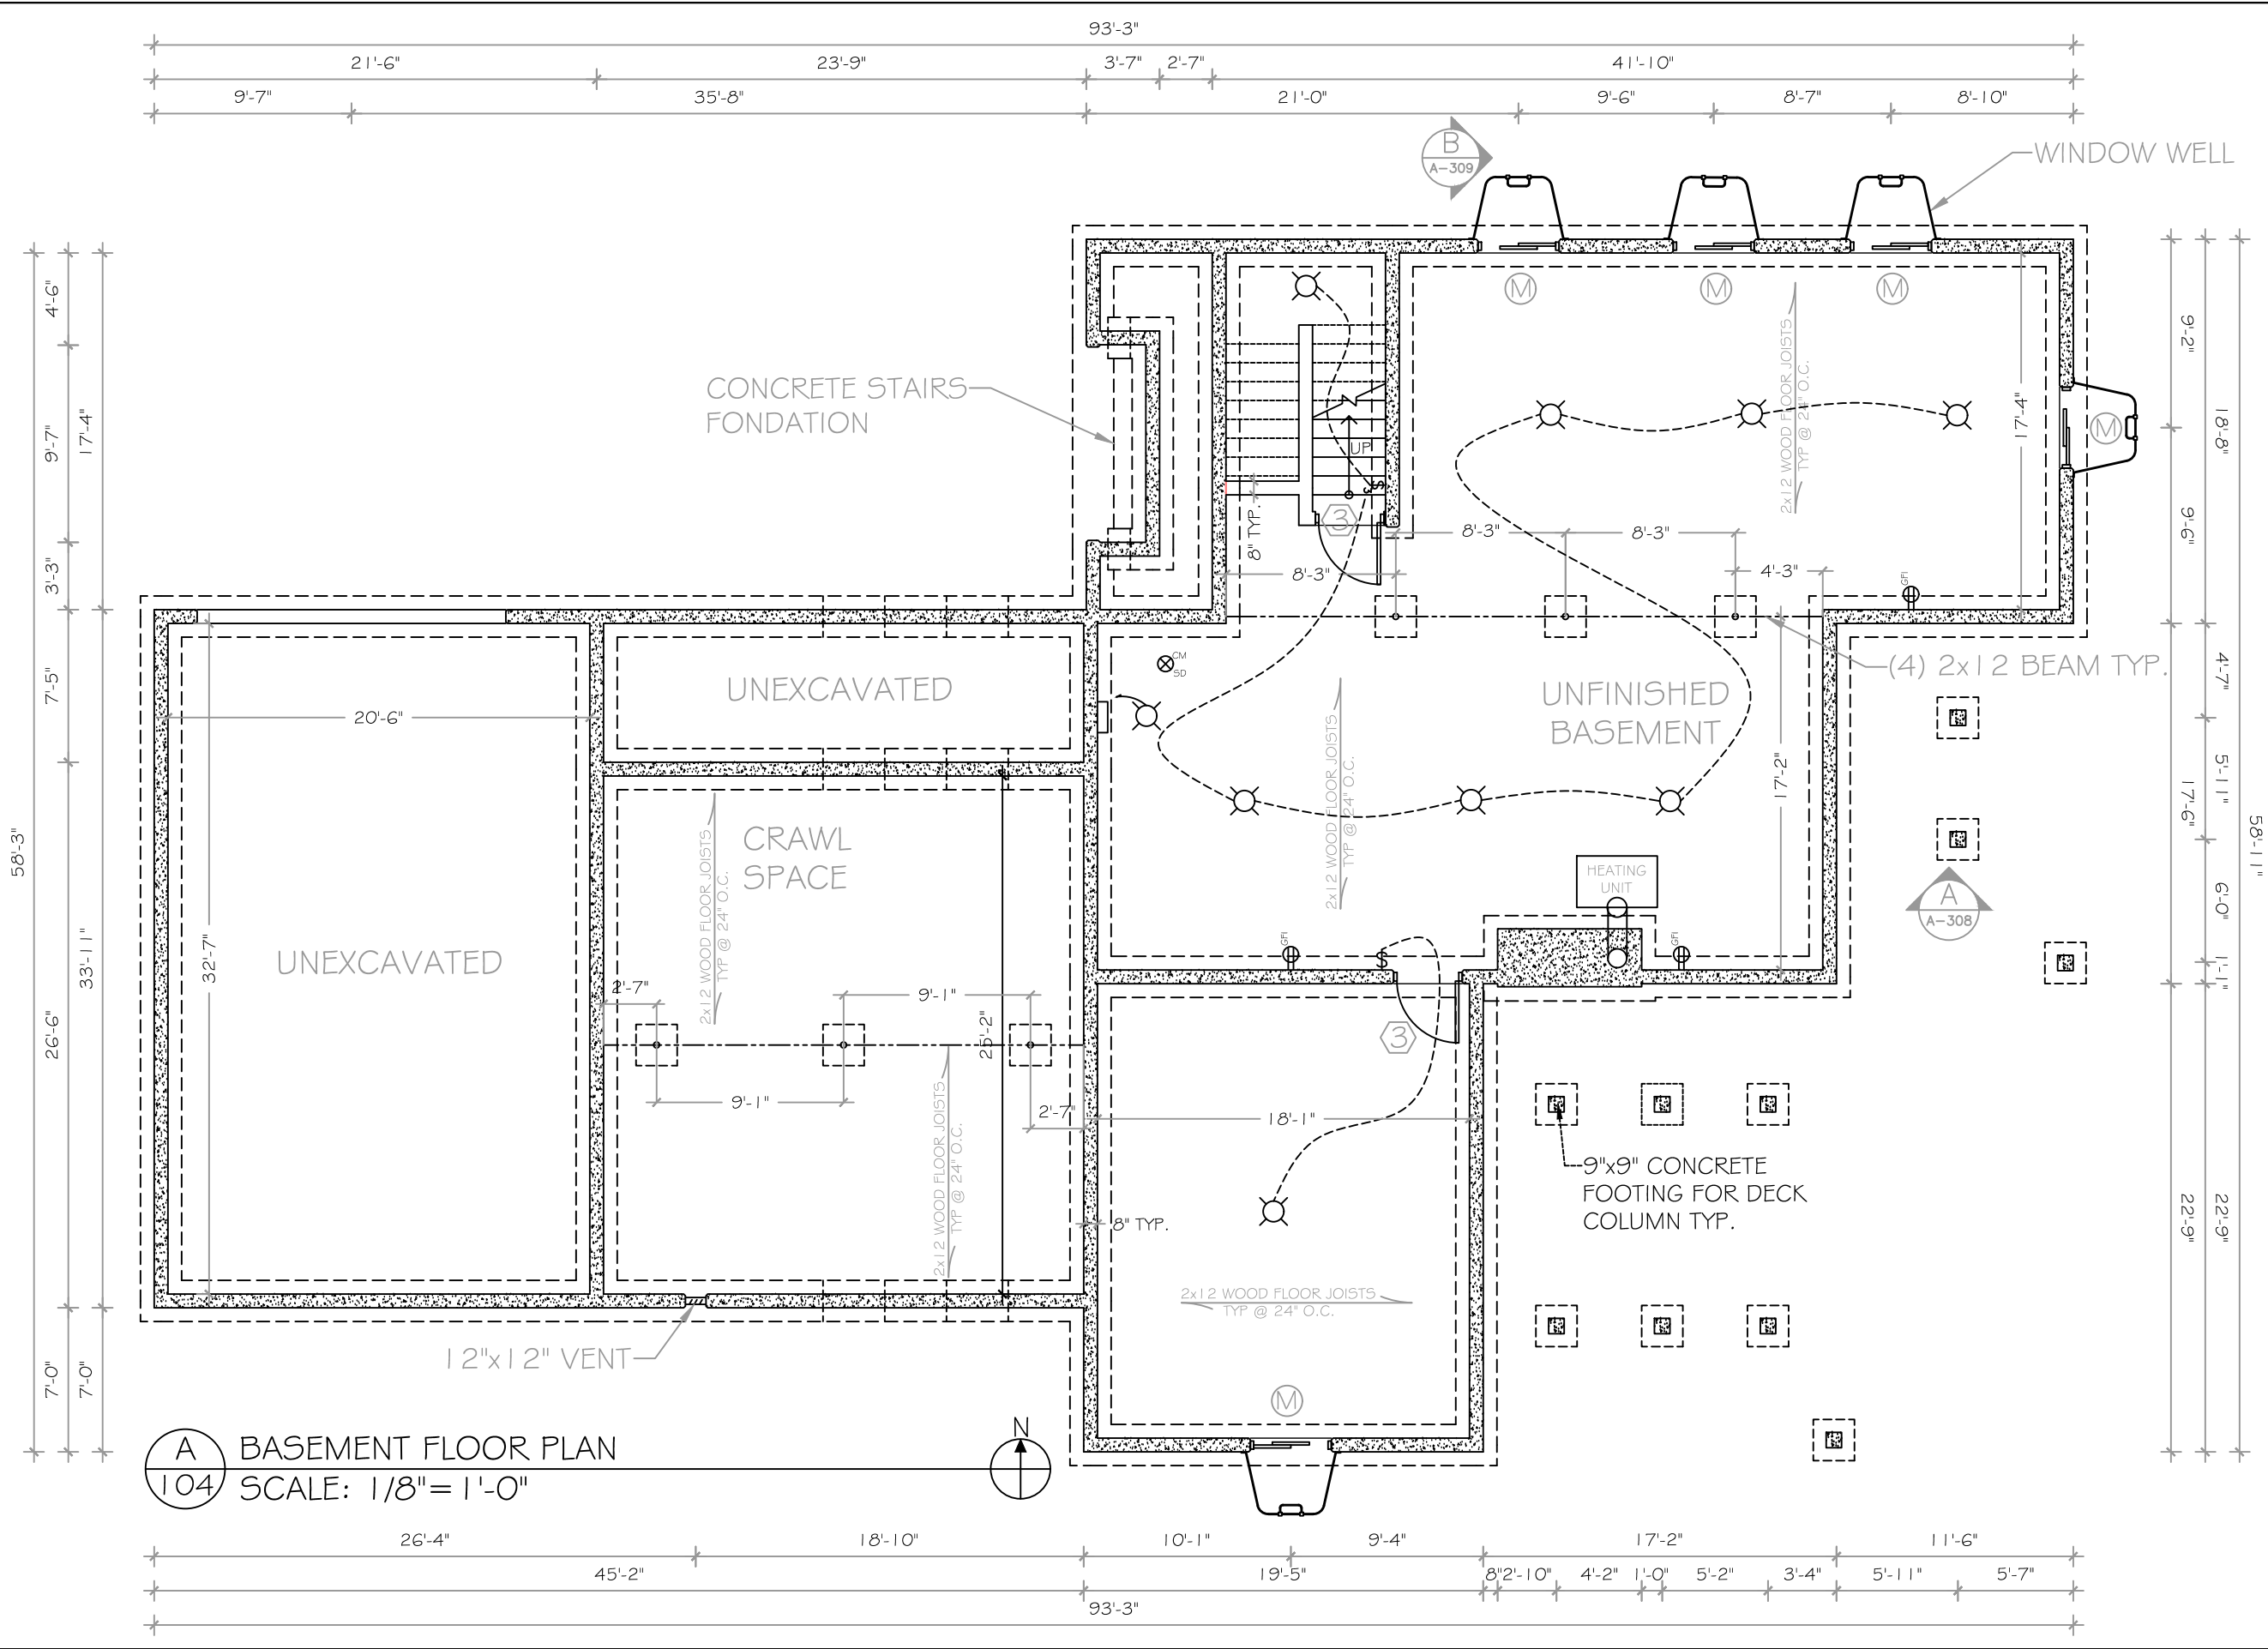 93'-3"
21'-6" 23'-9" 3'-7" 2'-7" 41'-10"
9'-7" 35'-8" 21'-0" 9'-6" 8'-7" 8'-10"
B
A-309
WINDOW WELL
M M M
M
CONCRETE STAIRS
FONDATION
2x12 WOOD FLOOR JOISTS
TYP @ 24" O.C.
17'-4"
UP
$
3
3
8" TYP.
8'-3" 8'-3"
8'-3"
4'-3"
GFI
(4) 2x12 BEAM TYP.
CM
SD
UNEXCAVATED
UNFINISHED
BASEMENT
20'-6"
2x12 WOOD FLOOR JOISTS
TYP @ 24" O.C.
17'-2"
CRAWL
SPACE
2x12 WOOD FLOOR JOISTS
TYP @ 24" O.C.
HEATING
UNIT
A
A-308
UNEXCAVATED
32'-7"
GFI
$
GFI
2'-7"
9'-1"
25'-2"
3
9'-1"
2'-7"
18'-1"
2x12 WOOD FLOOR JOISTS
TYP @ 24" O.C.
9"x9" CONCRETE
FOOTING FOR DECK
COLUMN TYP.
8" TYP.
2x12 WOOD FLOOR JOISTS
TYP @ 24" O.C.
12"x12" VENT
M
58'-3"
4'-6" 9'-7" 3'-3" 7'-5" 26'-6" 7'-0"
17'-4" 33'-11" 7'-0"
9'-2" 9'-6" 17'-6" 22'-9"
18'-8" 4'-7" 5'-11" 6'-0" 1'-1" 22'-9"
58'-11"
A
104
BASEMENT FLOOR PLAN
SCALE: 1/8"=1'-0"
N
26'-4" 18'-10" 10'-1" 9'-4" 17'-2" 11'-6"
45'-2" 19'-5" 8" 2'-10" 4'-2" 1'-0" 5'-2" 3'-4" 5'-11" 5'-7"
93'-3"